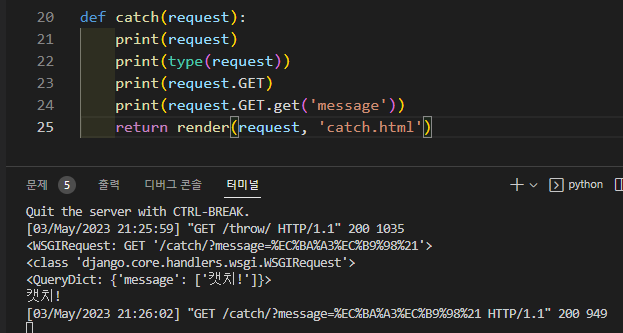 20 def catch(request):
21     print(request)
22     print(type(request))
23     print(request.GET)
24     print(request.GET.get('message'))
25     return render(request, 'catch.html')
문제 5 출력 디버그 콘솔 터미널 python
Quit the server with CTRL-BREAK.
[03/May/2023 21:25:59] "GET /throw/ HTTP/1.1" 200 1035
<WSGIRequest: GET '/catch/?message=%EC%BA%A3%EC%B9%98%21'>
<class 'django.core.handlers.wsgi.WSGIRequest'>
<QueryDict: {'message': ['캣치!']}>
캣치!
[03/May/2023 21:26:02] "GET /catch/?message=%EC%BA%A3%EC%B9%98%21 HTTP/1.1" 200 949